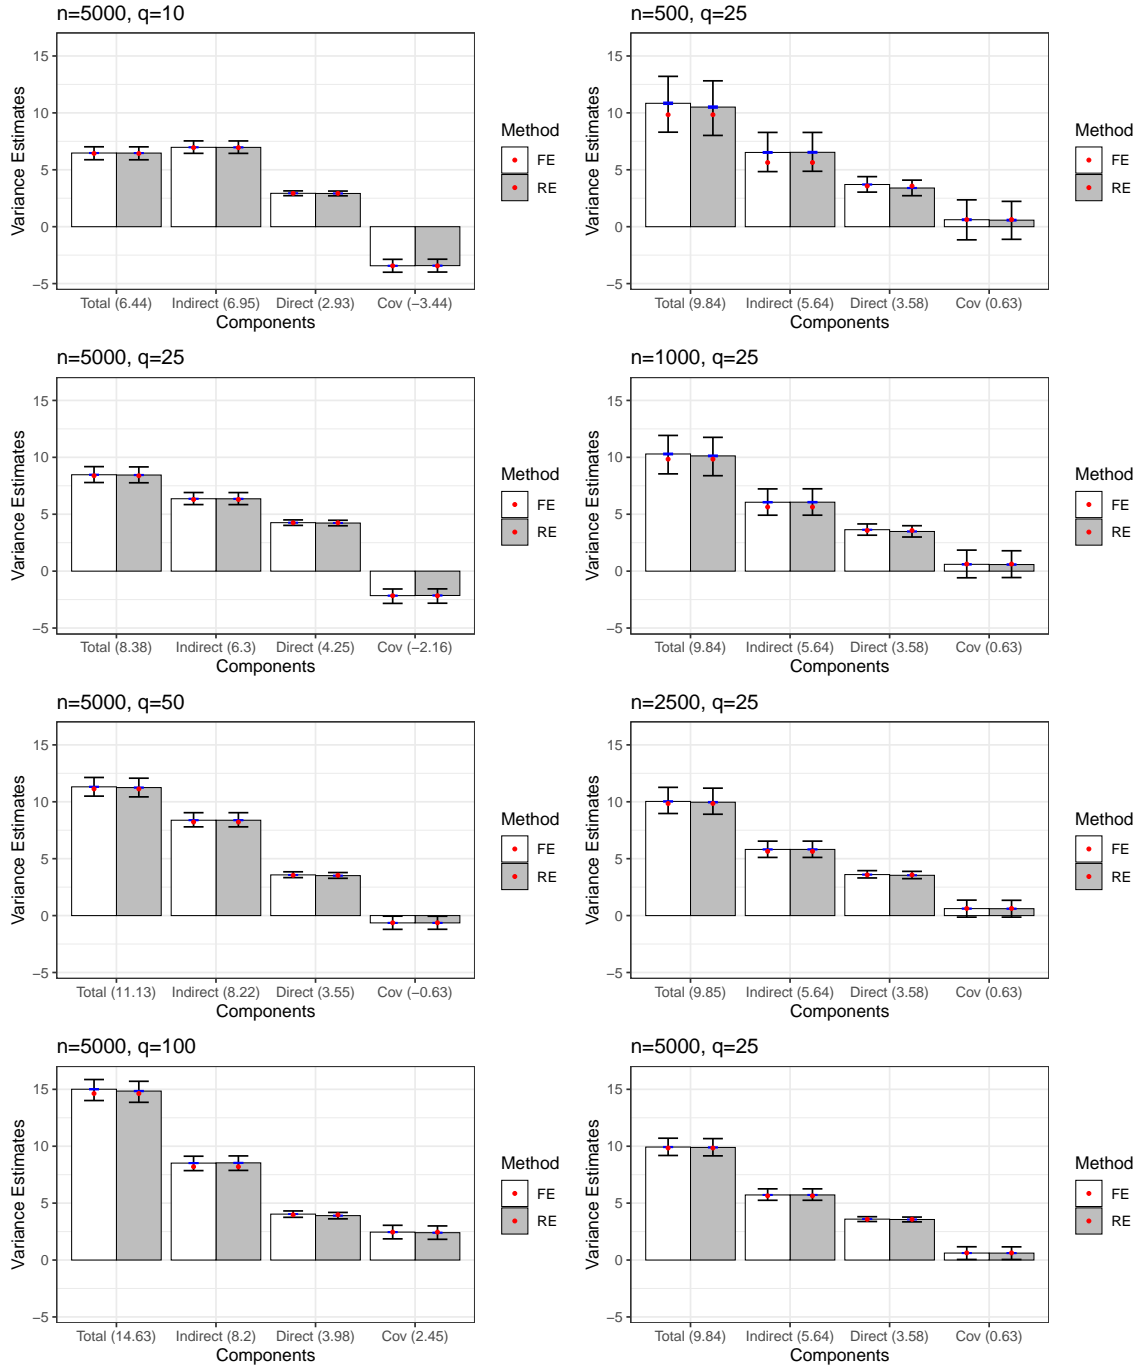 n=5000, q=10
Variance Estimates
15
10
5
0
−5
Total (6.44) Indirect (6.95) Direct (2.93) Cov (−3.44)
Components
Method
FE
RE
n=500, q=25
Variance Estimates
15
10
5
0
−5
Total (9.84) Indirect (5.64) Direct (3.58) Cov (0.63)
Components
Method
FE
RE
n=5000, q=25
Variance Estimates
15
10
5
0
−5
Total (8.38) Indirect (6.3) Direct (4.25) Cov (−2.16)
Components
Method
FE
RE
n=1000, q=25
Variance Estimates
15
10
5
0
−5
Total (9.84) Indirect (5.64) Direct (3.58) Cov (0.63)
Components
Method
FE
RE
n=5000, q=50
Variance Estimates
15
10
5
0
−5
Total (11.13) Indirect (8.22) Direct (3.55) Cov (−0.63)
Components
Method
FE
RE
n=2500, q=25
Variance Estimates
15
10
5
0
−5
Total (9.85) Indirect (5.64) Direct (3.58) Cov (0.63)
Components
Method
FE
RE
n=5000, q=100
Variance Estimates
15
10
5
0
−5
Total (14.63) Indirect (8.2) Direct (3.98) Cov (2.45)
Components
Method
FE
RE
n=5000, q=25
Variance Estimates
15
10
5
0
−5
Total (9.84) Indirect (5.64) Direct (3.58) Cov (0.63)
Components
Method
FE
RE